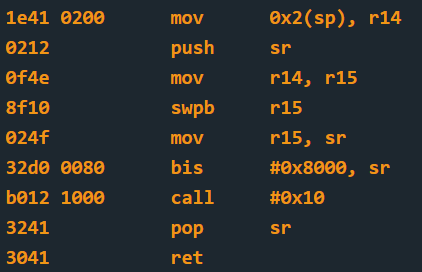 1e41 0200 mov 0x2(sp), r14
0212 push sr
0f4e mov r14, r15
8f10 swpb r15
024f mov r15, sr
32d0 0080 bis #0x8000, sr
b012 1000 call #0x10
3241 pop sr
3041 ret